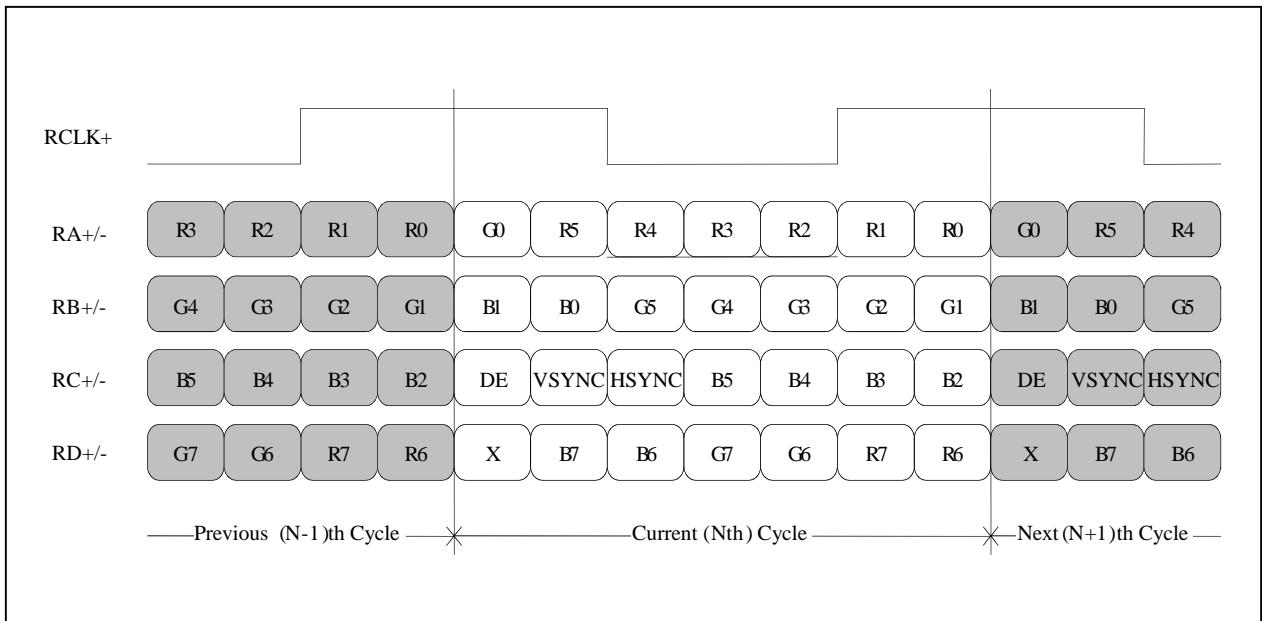 RCLK+
RA+/- R3 R2 R1 R0 G0 R5 R4 R3 R2 R1 R0 G0 R5 R4
RB+/- G4 G3 G2 G1 B1 B0 G5 G4 G3 G2 G1 B1 B0 G5
RC+/- B5 B4 B3 B2 DE VSYNC HSYNC B5 B4 B3 B2 DE VSYNC HSYNC
RD+/- G7 G6 R7 R6 X B7 B6 G7 G6 R7 R6 X B7 B6
Previous (N-1)th Cycle Current (Nth) Cycle Next (N+1)th Cycle